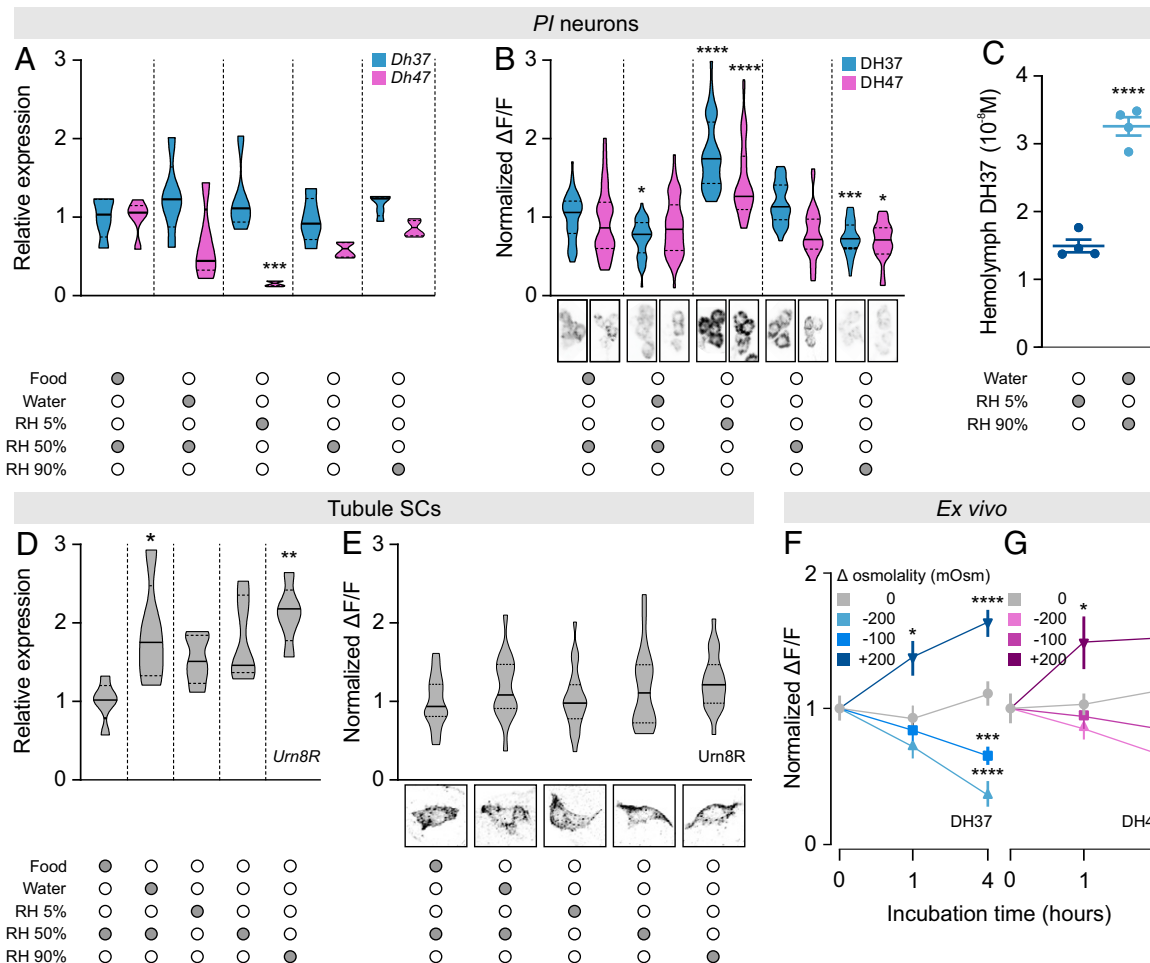 PI neurons
A
Relative expression
3
2
1
0
Dh37
Dh47
***
B
Normalized ΔF/F
3
2
1
0
DH37
DH47
*
****
****
***
*
C
Hemolymph DH37 (10⁻⁸M)
4
3
2
1
0
****
Food
Water
RH 5%
RH 50%
RH 90%
Water
RH 5%
RH 90%
Tubule SCs
D
Relative expression
3
2
1
0
*
**
Urn8R
E
Normalized ΔF/F
3
2
1
0
Urn8R
Food
Water
RH 5%
RH 50%
RH 90%
Ex vivo
F
Normalized ΔF/F
2
1
0
Δ osmolality (mOsm)
0
-200
-100
+200
*
****
***
****
DH37
0
1
4
G
0
-200
-100
+200
*
DH4
0
1
Incubation time (hours)